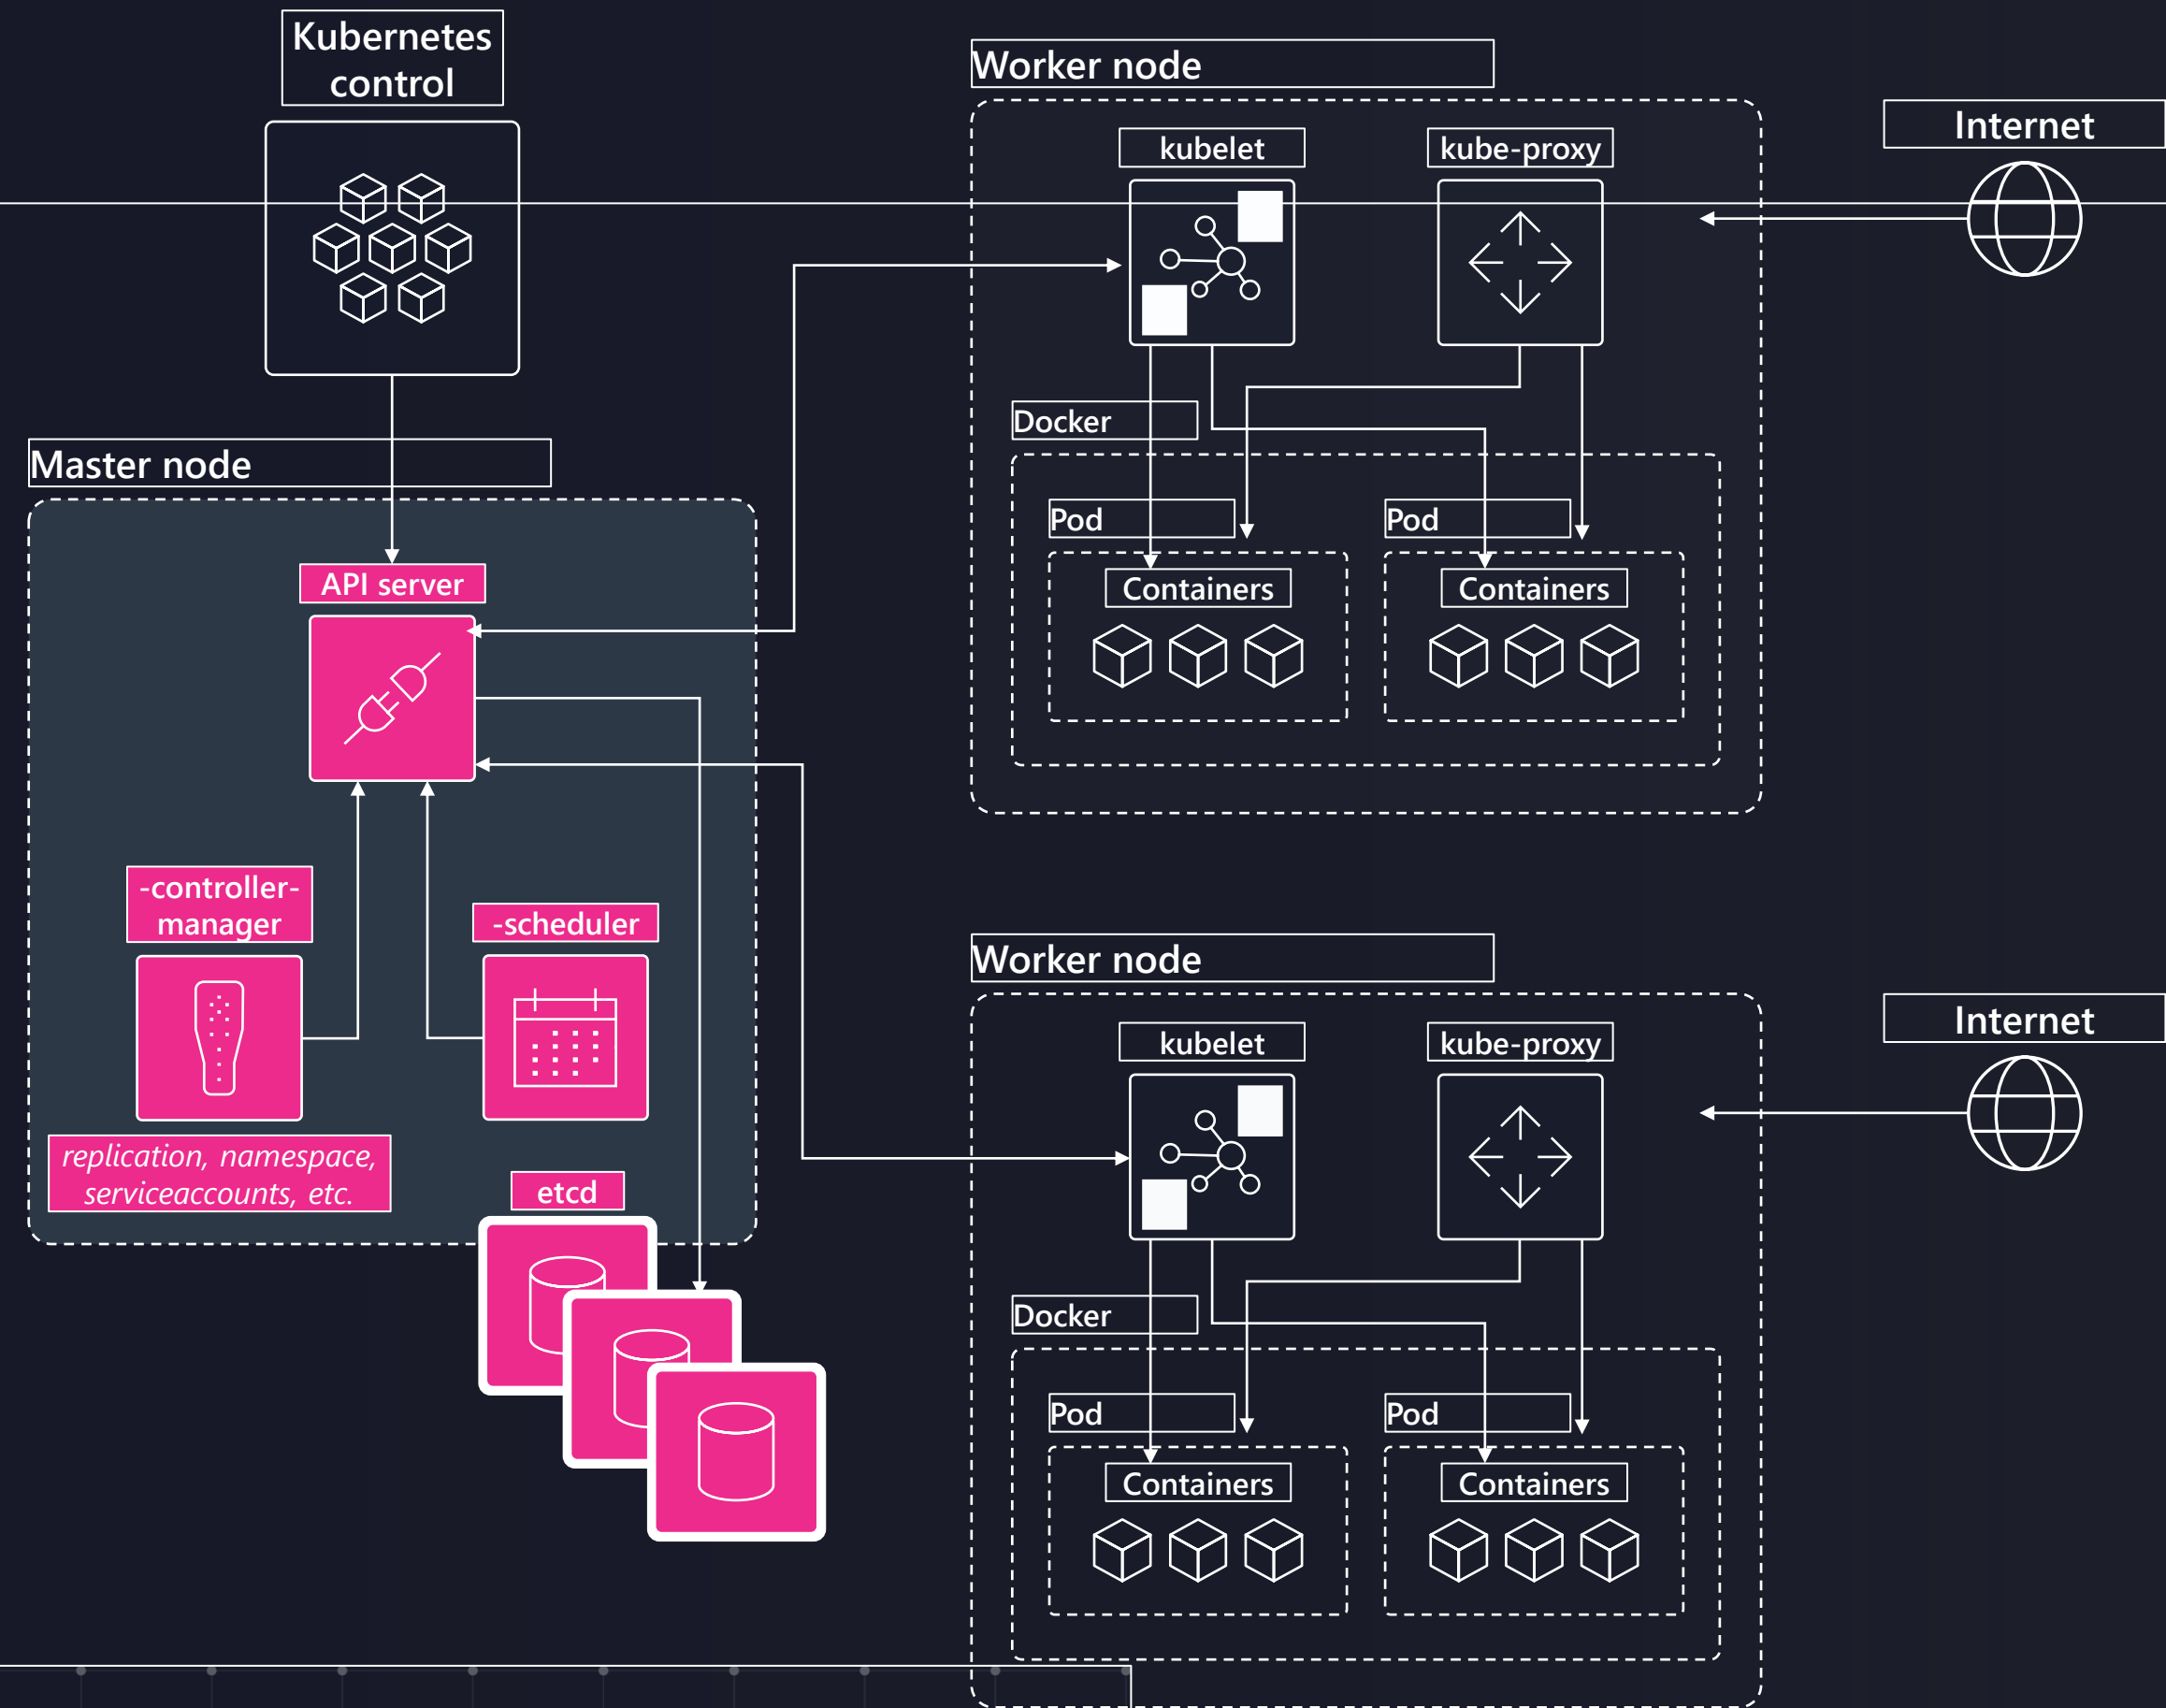 Kubernetes
control
Master node
API server
-controller-
manager
-scheduler
replication, namespace,
serviceaccounts, etc.
etcd
Worker node
kubelet
kube-proxy
Internet
Docker
Pod
Pod
Containers
Containers
Worker node
kubelet
kube-proxy
Internet
Docker
Pod
Pod
Containers
Containers